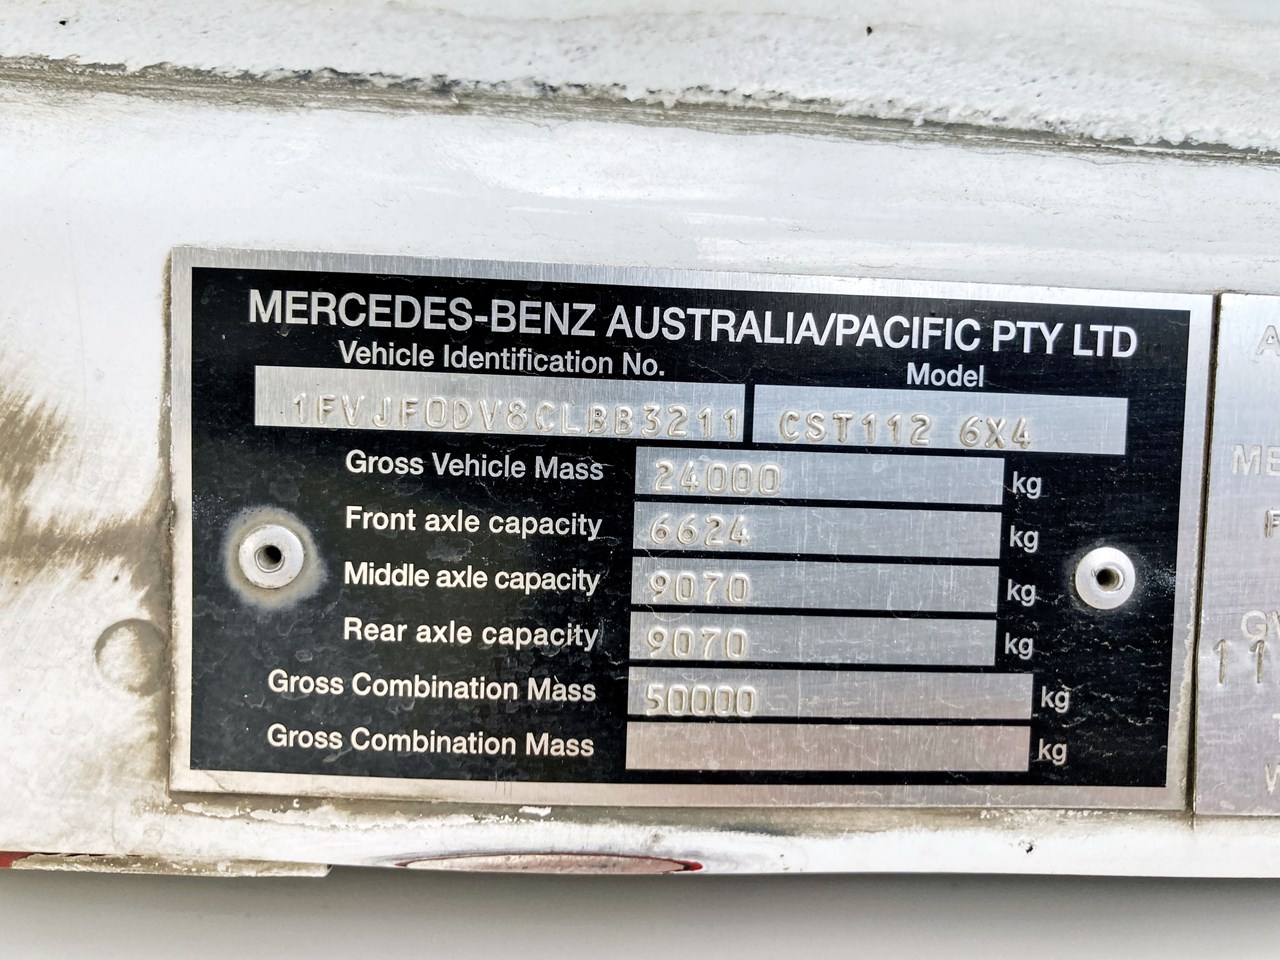 MERCEDES-BENZ AUSTRALIA/PACIFIC PTY LTD
Vehicle Identification No. Model
1FVJF0DV8CLBB3211 CST112 6X4
Gross Vehicle Mass 24000 kg
Front axle capacity 6624 kg
Middle axle capacity 9070 kg
Rear axle capacity 9070 kg
Gross Combination Mass 50000 kg
Gross Combination Mass kg